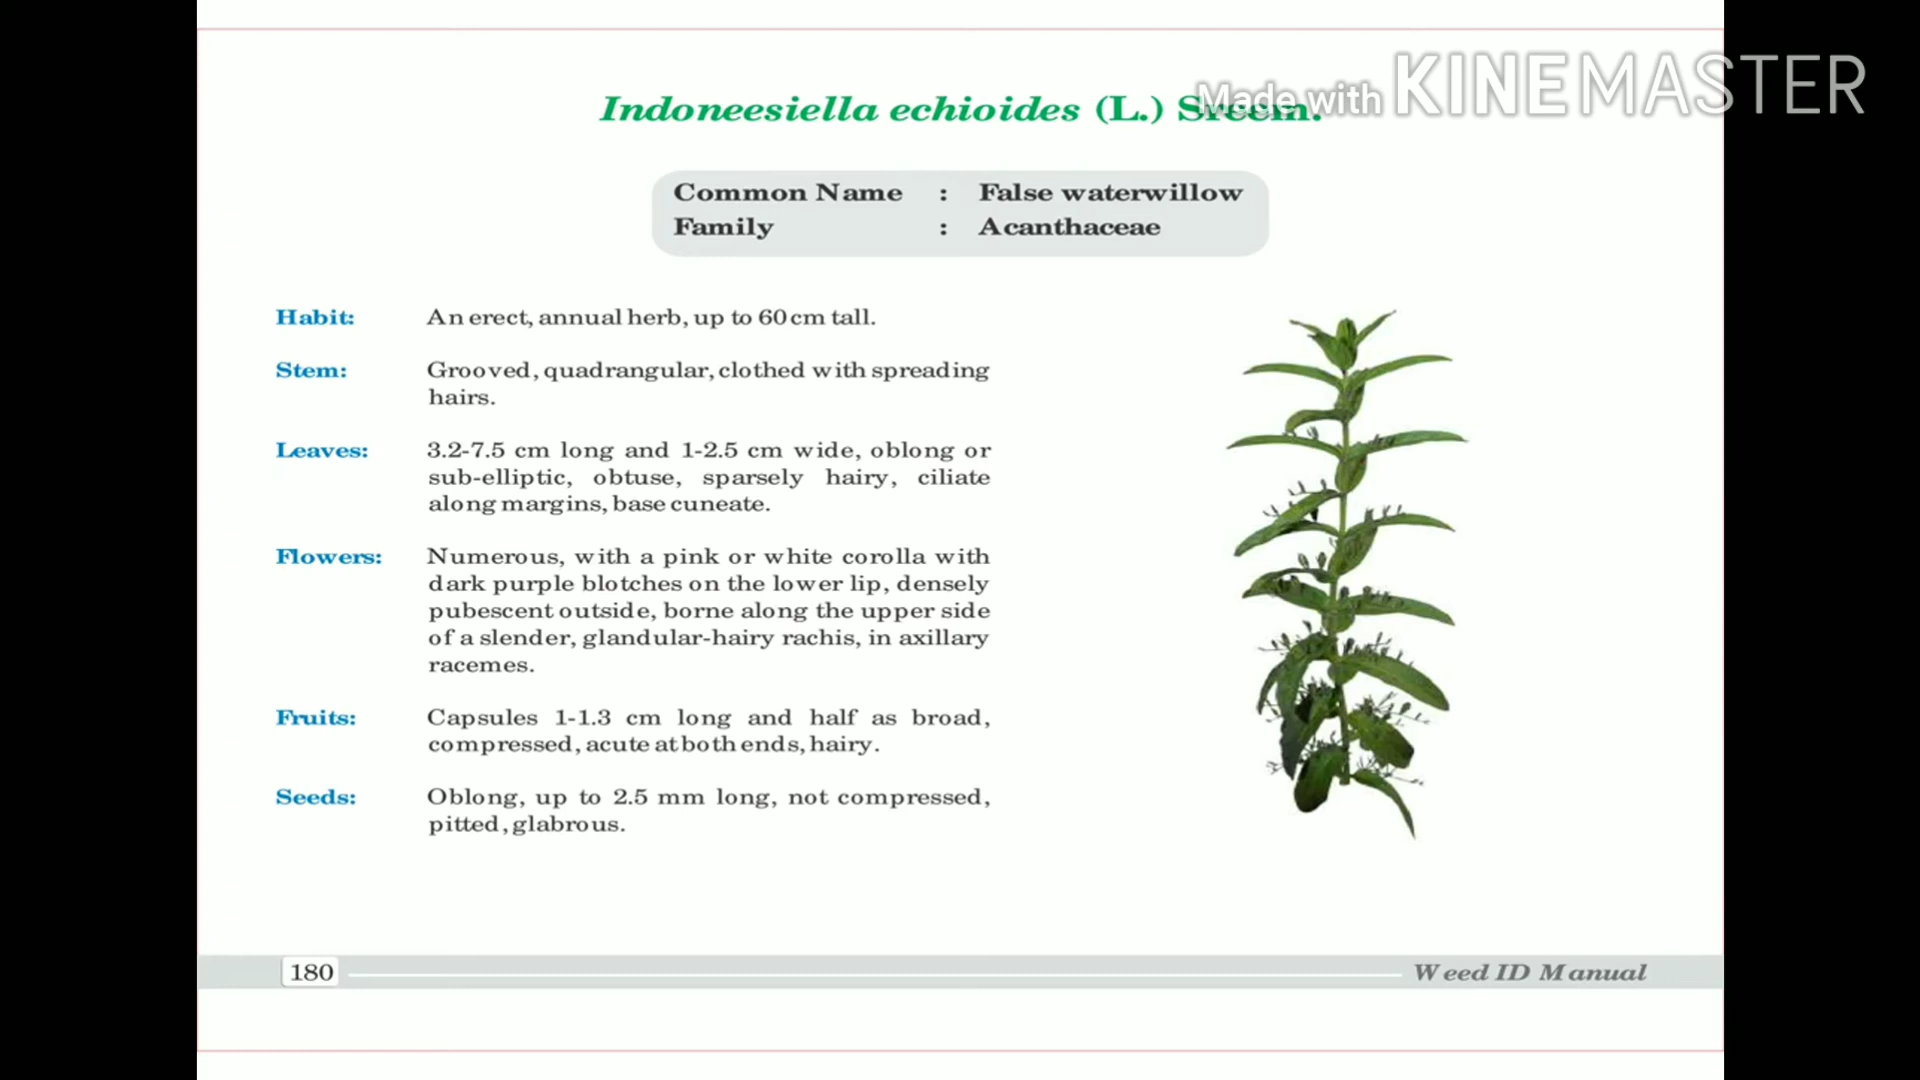 Made with KINEMASTER
Indoneesiella echioides (L.) Sreem.
Common Name : False waterwillow
Family : Acanthaceae
Habit: An erect, annual herb, up to 60 cm tall.
Stem: Grooved, quadrangular, clothed with spreading
hairs.
Leaves: 3.2-7.5 cm long and 1-2.5 cm wide, oblong or
sub-elliptic, obtuse, sparsely hairy, ciliate
along margins, base cuneate.
Flowers: Numerous, with a pink or white corolla with
dark purple blotches on the lower lip, densely
pubescent outside, borne along the upper side
of a slender, glandular-hairy rachis, in axillary
racemes.
Fruits: Capsules 1-1.3 cm long and half as broad,
compressed, acute at both ends, hairy.
Seeds: Oblong, up to 2.5 mm long, not compressed,
pitted, glabrous.
180
Weed ID Manual